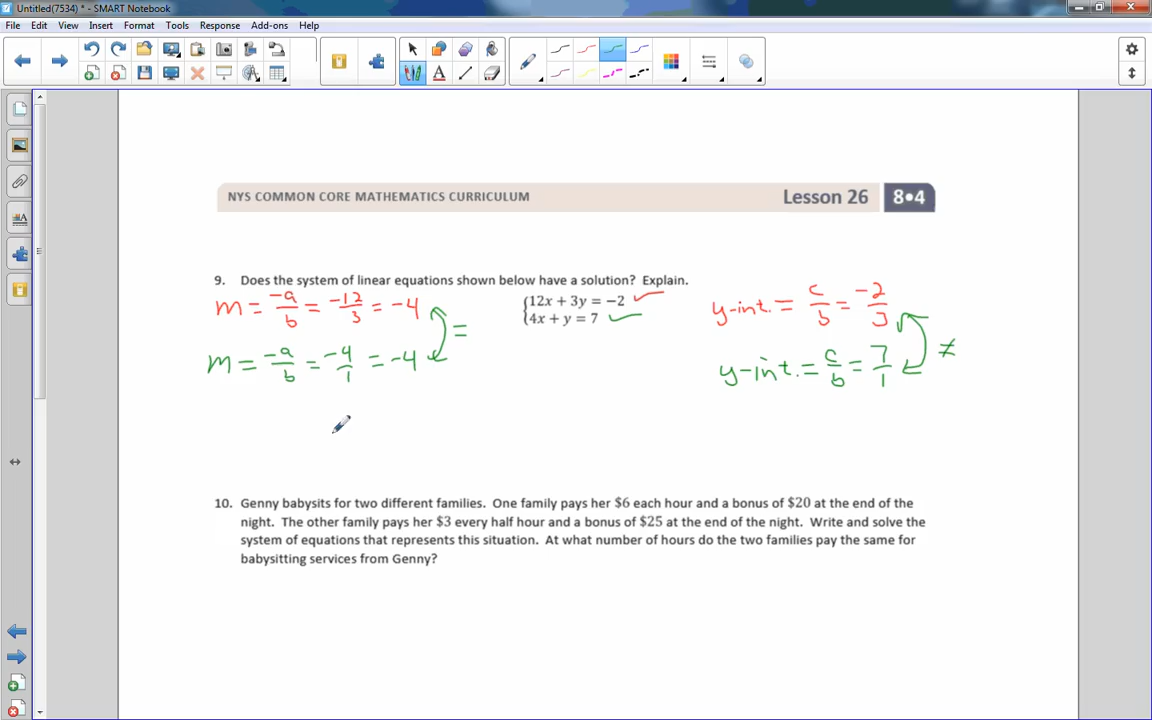 Untitled(7534) * - SMART Notebook
File Edit View Insert Format Tools Response Add-ons Help
NYS COMMON CORE MATHEMATICS CURRICULUM Lesson 26 8•4
9. Does the system of linear equations shown below have a solution? Explain.
m = -a/b = -12/3 = -4
{12x + 3y = -2
{4x + y = 7
y-int. = c/b = -2/3
=
m = -a/b = -4/1 = -4
y-int. = c/b = 7/1
≠
10. Genny babysits for two different families. One family pays her $6 each hour and a bonus of $20 at the end of the
night. The other family pays her $3 every half hour and a bonus of $25 at the end of the night. Write and solve the
system of equations that represents this situation. At what number of hours do the two families pay the same for
babysitting services from Genny?